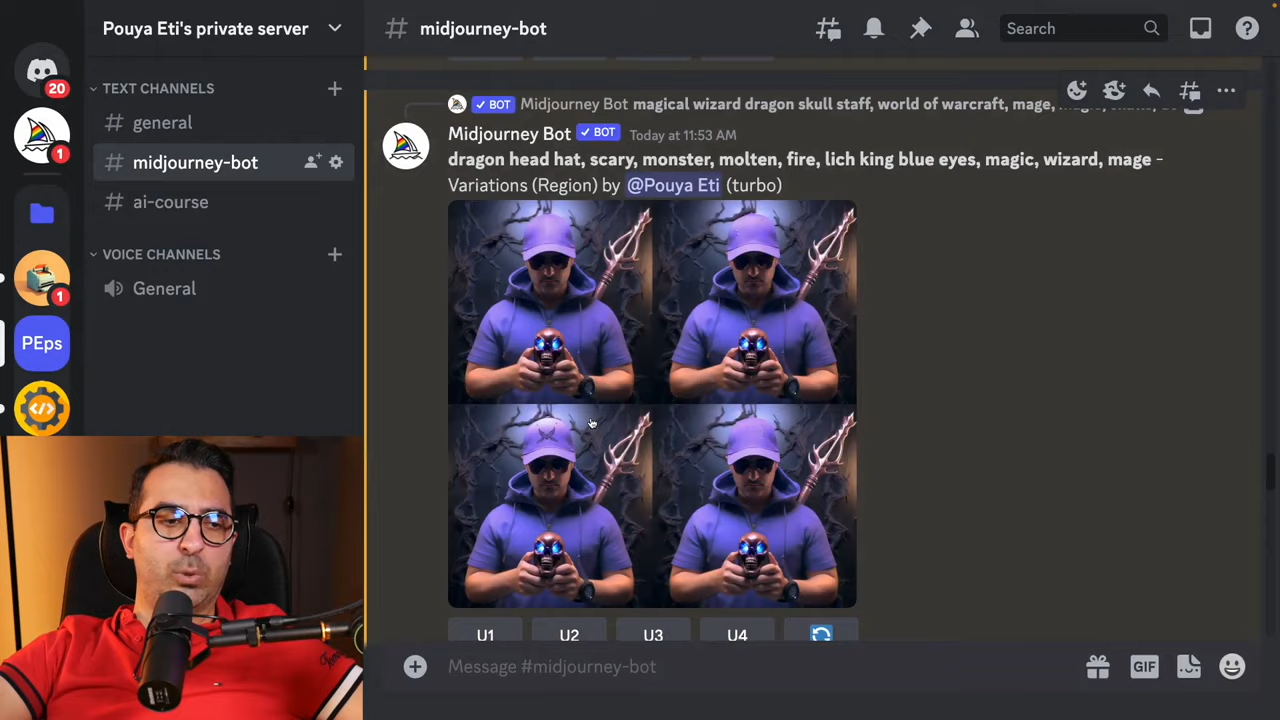 Pouya Eti's private server
# midjourney-bot
Search
20
TEXT CHANNELS
BOT Midjourney Bot magical wizard dragon skull staff, world of warcraft, mage,
1
# general
Midjourney Bot BOT Today at 11:53 AM
# midjourney-bot
dragon head hat, scary, monster, molten, fire, lich king blue eyes, magic, wizard, mage -
Variations (Region) by @Pouya Eti (turbo)
# ai-course
VOICE CHANNELS
General
1
PEps
U1 U2 U3 U4
Message #midjourney-bot
GIF